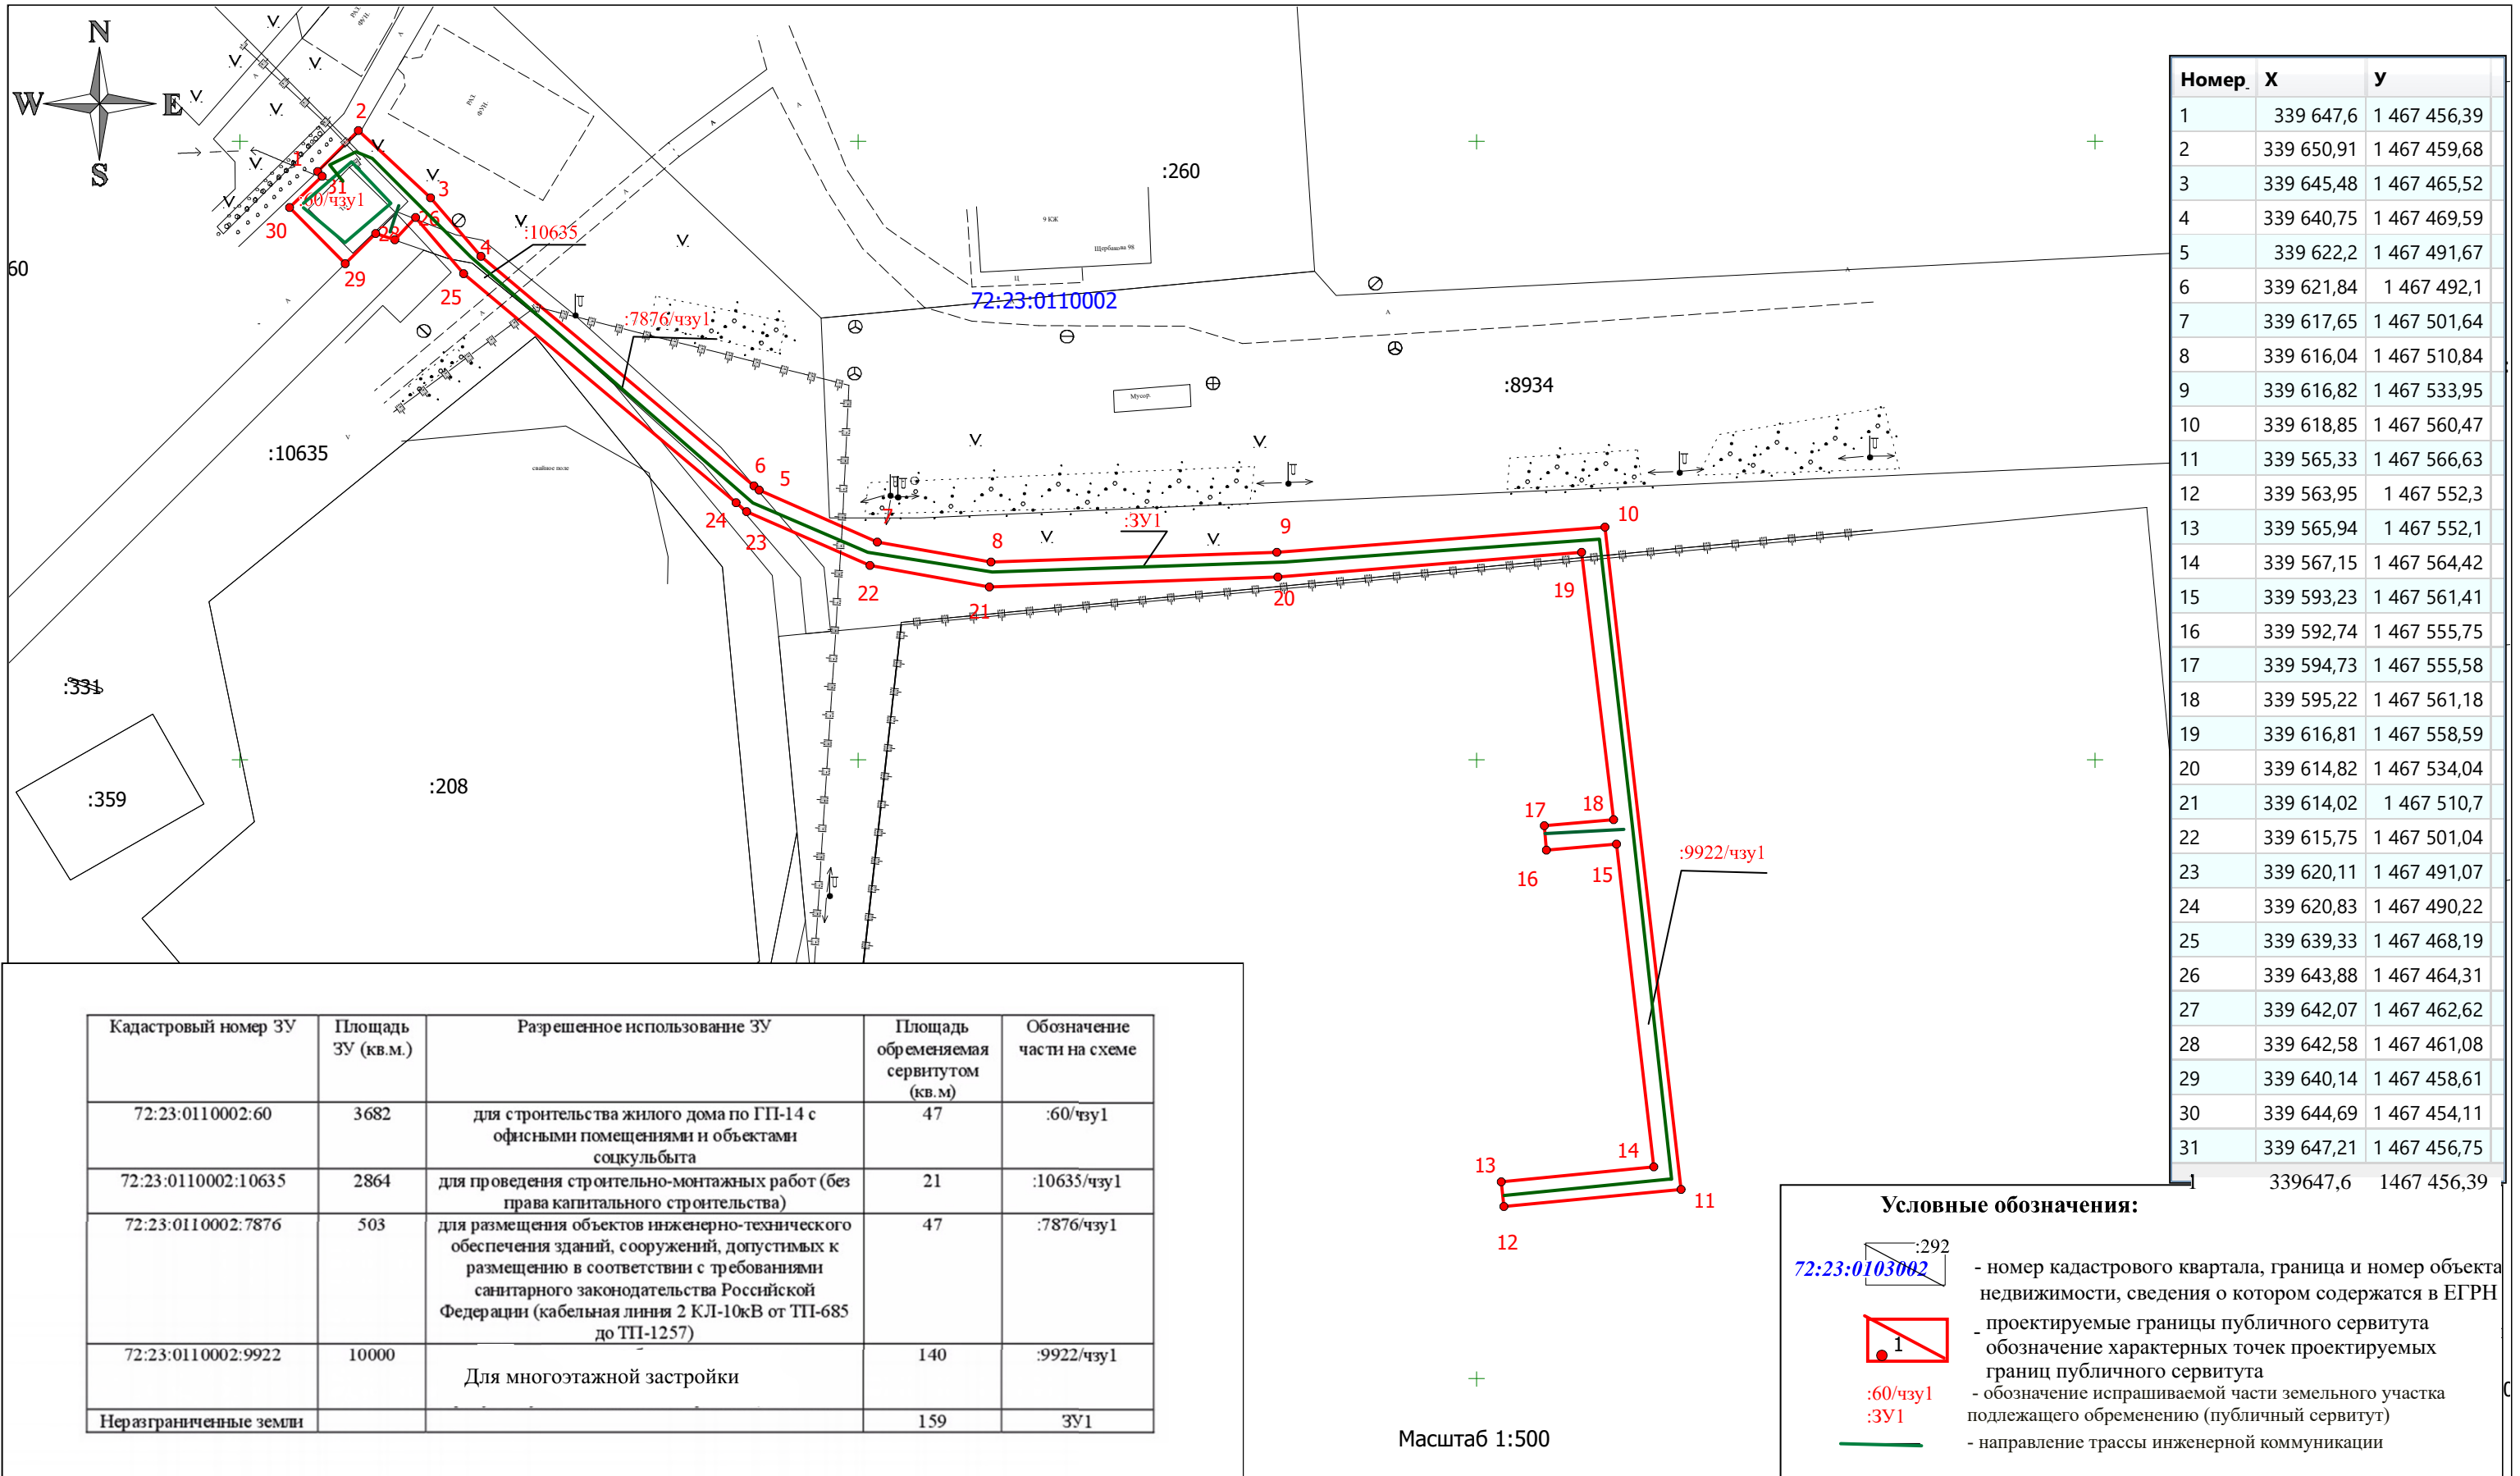 N
W E
S
2
1
3
31
:60/чзу1
30
26
28
4
29
25
:10635
:260
9 КЖ
Щербакова 98
Ц
72:23:0110002
:7876/чзу1
60
Мусор.
:8934
:10635
свайное поле
6
5
24
23
7
:ЗУ1
8
9
10
22
21
20
19
:331
:359
:208
17
18
16
15
:9922/чзу1
13
14
12
11
Номер X У
1 339 647,6 1 467 456,39
2 339 650,91 1 467 459,68
3 339 645,48 1 467 465,52
4 339 640,75 1 467 469,59
5 339 622,2 1 467 491,67
6 339 621,84 1 467 492,1
7 339 617,65 1 467 501,64
8 339 616,04 1 467 510,84
9 339 616,82 1 467 533,95
10 339 618,85 1 467 560,47
11 339 565,33 1 467 566,63
12 339 563,95 1 467 552,3
13 339 565,94 1 467 552,1
14 339 567,15 1 467 564,42
15 339 593,23 1 467 561,41
16 339 592,74 1 467 555,75
17 339 594,73 1 467 555,58
18 339 595,22 1 467 561,18
19 339 616,81 1 467 558,59
20 339 614,82 1 467 534,04
21 339 614,02 1 467 510,7
22 339 615,75 1 467 501,04
23 339 620,11 1 467 491,07
24 339 620,83 1 467 490,22
25 339 639,33 1 467 468,19
26 339 643,88 1 467 464,31
27 339 642,07 1 467 462,62
28 339 642,58 1 467 461,08
29 339 640,14 1 467 458,61
30 339 644,69 1 467 454,11
31 339 647,21 1 467 456,75
1 339647,6 1467 456,39
Кадастровый номер ЗУ Площадь Разрешенное использование ЗУ Площадь Обозначение
ЗУ (кв.м.) обременяемая части на схеме
сервитутом
(кв.м)
72:23:0110002:60 3682 для строительства жилого дома по ГП-14 с 47 :60/чзу1
офисными помещениями и объектами
соцкульбыта
72:23:0110002:10635 2864 для проведения строительно-монтажных работ (без 21 :10635/чзу1
права капитального строительства)
72:23:0110002:7876 503 для размещения объектов инженерно-технического 47 :7876/чзу1
обеспечения зданий, сооружений, допустимых к
размещению в соответствии с требованиями
санитарного законодательства Российской
Федерации (кабельная линия 2 КЛ-10кВ от ТП-685
до ТП-1257)
72:23:0110002:9922 10000 140 :9922/чзу1
Для многоэтажной застройки
Неразграниченные земли 159 ЗУ1
Масштаб 1:500
Условные обозначения:
:292
72:23:0103002 - номер кадастрового квартала, граница и номер объекта
недвижимости, сведения о котором содержатся в ЕГРН
1 - проектируемые границы публичного сервитута
обозначение характерных точек проектируемых
границ публичного сервитута
:60/чзу1 - обозначение испрашиваемой части земельного участка
:ЗУ1 подлежащего обременению (публичный сервитут)
- направление трассы инженерной коммуникации